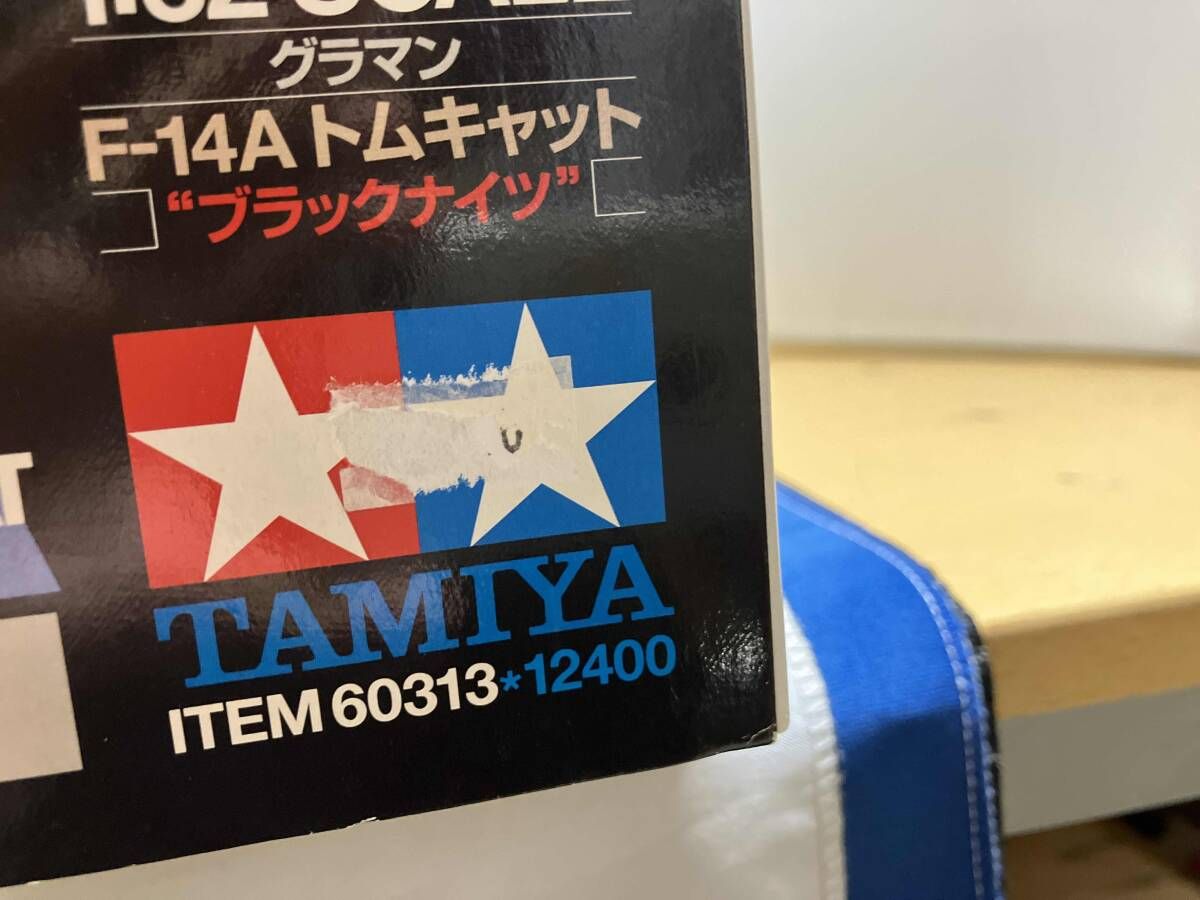 グラマン
F-14A トムキャット
“ブラックナイツ”
TAMIYA
ITEM 60313*12400